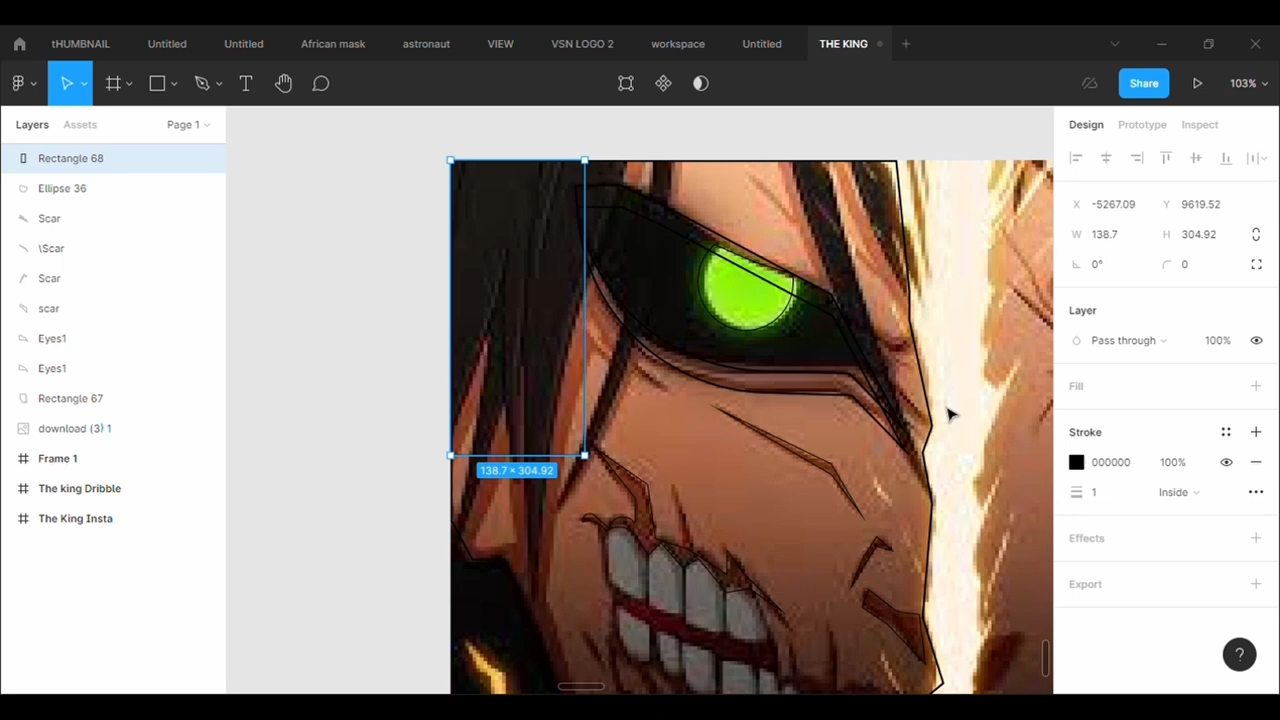 tHUMBNAIL Untitled Untitled African mask astronaut VIEW VSN LOGO 2 workspace Untitled THE KING
Share 103%
Layers Assets Page 1
Rectangle 68
Ellipse 36
Scar
\Scar
Scar
scar
Eyes1
Eyes1
Rectangle 67
download (3) 1
Frame 1
The king Dribble
The King Insta
138.7 × 304.92
Design Prototype Inspect
X -5267.09 Y 9619.52
W 138.7 H 304.92
0° 0
Layer
Pass through 100%
Fill
Stroke
000000 100%
1 Inside
Effects
Export
?